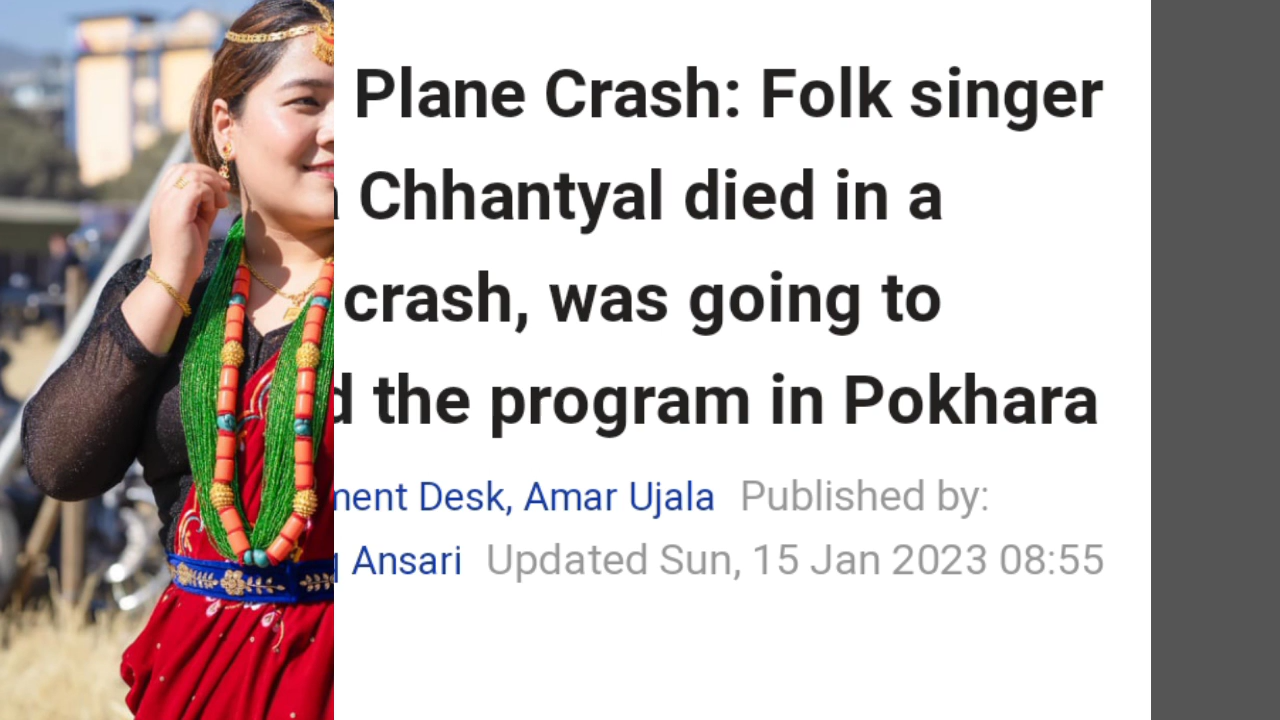 Plane Crash: Folk singer
Chhantyal died in a
crash, was going to
the program in Pokhara
ment Desk, Amar Ujala Published by:
Ansari Updated Sun, 15 Jan 2023 08:55